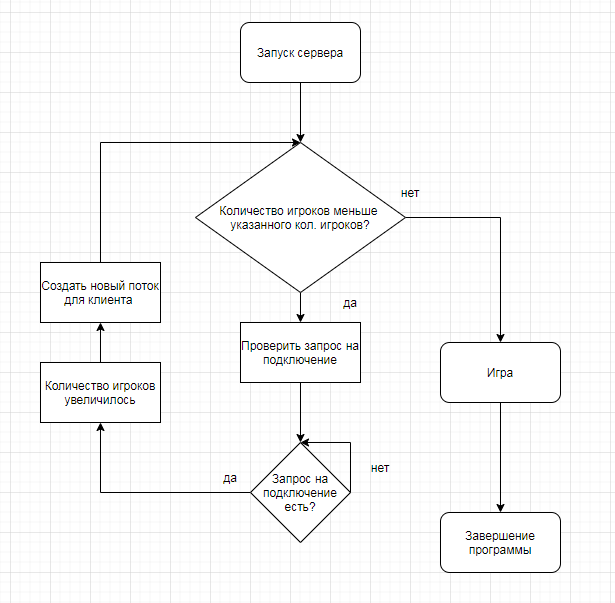 Запуск сервера
нет
Количество игроков меньше
указанного кол. игроков?
да
Создать новый поток
для клиента
Проверить запрос на
подключение
Игра
Количество игроков
увеличилось
да
Запрос на
подключение
есть?
нет
Завершение
программы